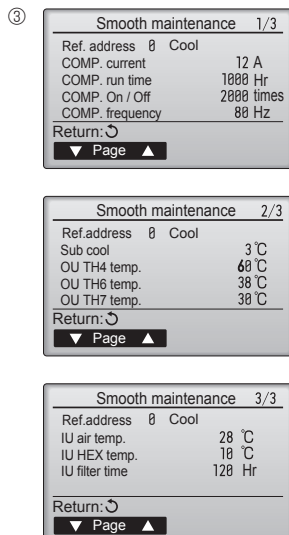 ③
Smooth maintenance 1/3
Ref. address 0 Cool
COMP. current 12 A
COMP. run time 1000 Hr
COMP. On / Off 2000 times
COMP. frequency 80 Hz
Return:
▼ Page ▲
Smooth maintenance 2/3
Ref.address 0 Cool
Sub cool 3 ℃
OU TH4 temp. 60 ℃
OU TH6 temp. 38 ℃
OU TH7 temp. 30 ℃
Return:
▼ Page ▲
Smooth maintenance 3/3
Ref.address 0 Cool
IU air temp. 28 ℃
IU HEX temp. 10 ℃
IU filter time 120 Hr
Return:
▼ Page ▲